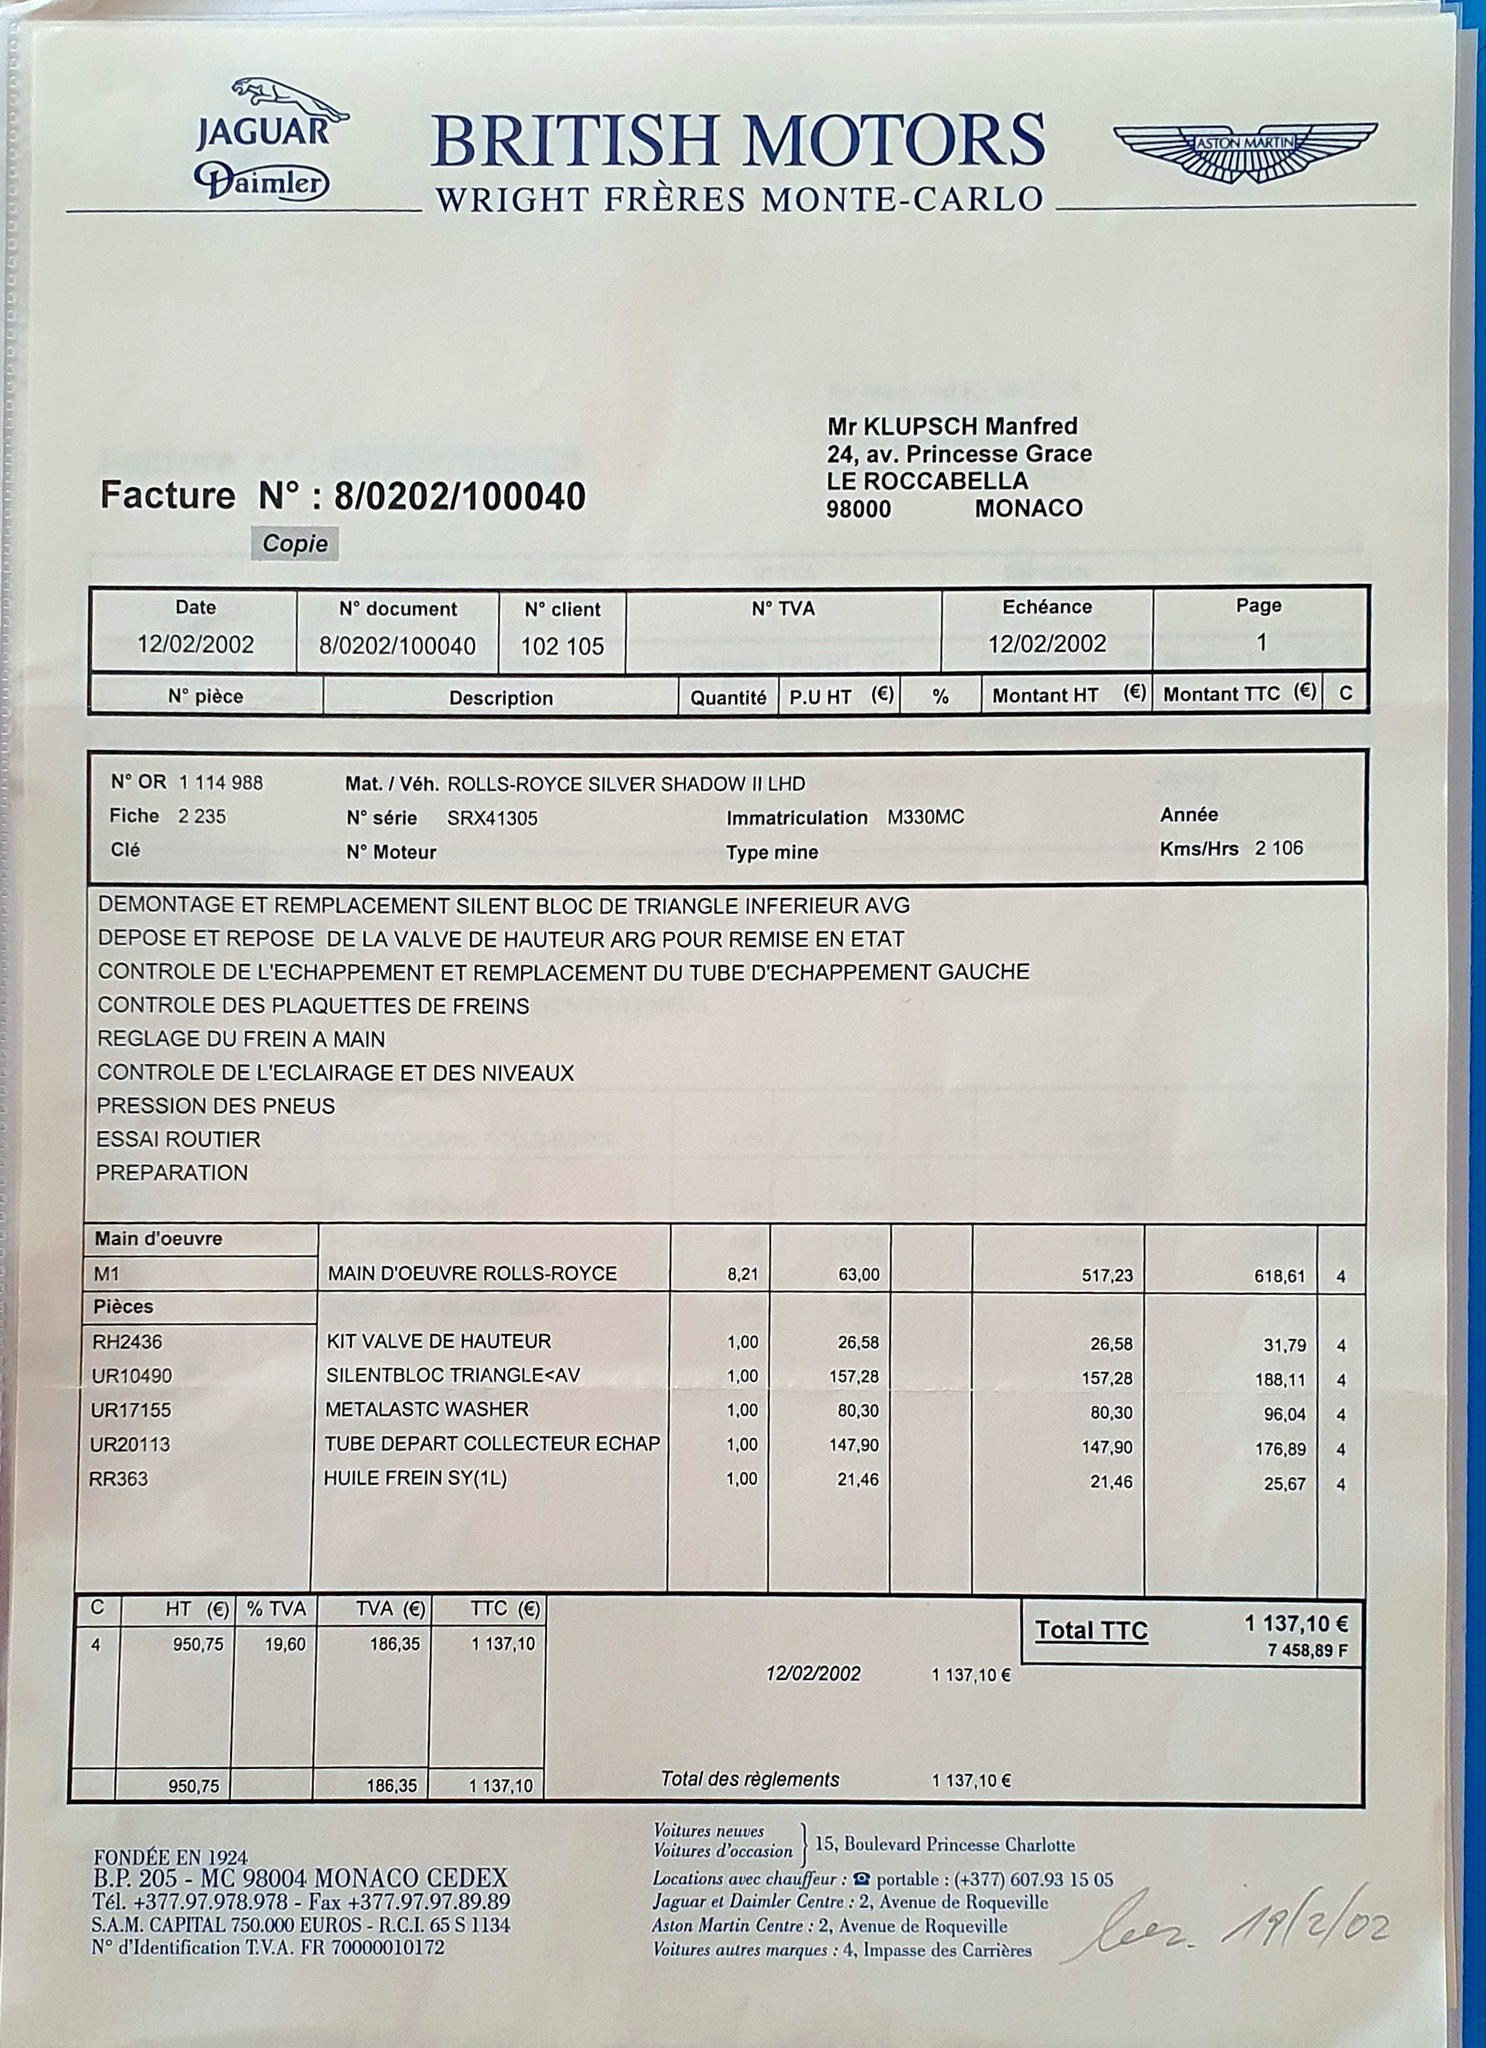 JAGUAR
Daimler
BRITISH MOTORS
WRIGHT FRÈRES MONTE-CARLO
ASTON MARTIN
Mr KLUPSCH Manfred
24, av. Princesse Grace
LE ROCCABELLA
98000 MONACO
Facture N° : 8/0202/100040
Copie
Date N° document N° client N° TVA Echéance Page
12/02/2002 8/0202/100040 102 105 12/02/2002 1
N° pièce Description Quantité P.U HT (€) % Montant HT (€) Montant TTC (€) C
N° OR 1 114 988 Mat. / Véh. ROLLS-ROYCE SILVER SHADOW II LHD
Fiche 2 235 N° série SRX41305 Immatriculation M330MC Année
Clé N° Moteur Type mine Kms/Hrs 2 106
DEMONTAGE ET REMPLACEMENT SILENT BLOC DE TRIANGLE INFERIEUR AVG
DEPOSE ET REPOSE DE LA VALVE DE HAUTEUR ARG POUR REMISE EN ETAT
CONTROLE DE L'ECHAPPEMENT ET REMPLACEMENT DU TUBE D'ECHAPPEMENT GAUCHE
CONTROLE DES PLAQUETTES DE FREINS
REGLAGE DU FREIN A MAIN
CONTROLE DE L'ECLAIRAGE ET DES NIVEAUX
PRESSION DES PNEUS
ESSAI ROUTIER
PREPARATION
Main d'oeuvre
M1 MAIN D'OEUVRE ROLLS-ROYCE 8,21 63,00 517,23 618,61 4
Pièces
RH2436 KIT VALVE DE HAUTEUR 1,00 26,58 26,58 31,79 4
UR10490 SILENTBLOC TRIANGLE<AV 1,00 157,28 157,28 188,11 4
UR17155 METALASTC WASHER 1,00 80,30 80,30 96,04 4
UR20113 TUBE DEPART COLLECTEUR ECHAP 1,00 147,90 147,90 176,89 4
RR363 HUILE FREIN SY(1L) 1,00 21,46 21,46 25,67 4
C HT (€) % TVA TVA (€) TTC (€)
4 950,75 19,60 186,35 1 137,10
Total TTC 1 137,10 €
7 458,89 F
12/02/2002 1 137,10 €
950,75 186,35 1 137,10
Total des règlements 1 137,10 €
FONDÉE EN 1924
B.P. 205 - MC 98004 MONACO CEDEX
Tél. +377.97.978.978 - Fax +377.97.97.89.89
S.A.M. CAPITAL 750.000 EUROS - R.C.I. 65 S 1134
N° d'Identification T.V.A. FR 70000010172
Voitures neuves
Voitures d'occasion } 15, Boulevard Princesse Charlotte
Locations avec chauffeur : ☎ portable : (+377) 607.93 15 05
Jaguar et Daimler Centre : 2, Avenue de Roqueville
Aston Martin Centre : 2, Avenue de Roqueville
Voitures autres marques : 4, Impasse des Carrières
19/2/02